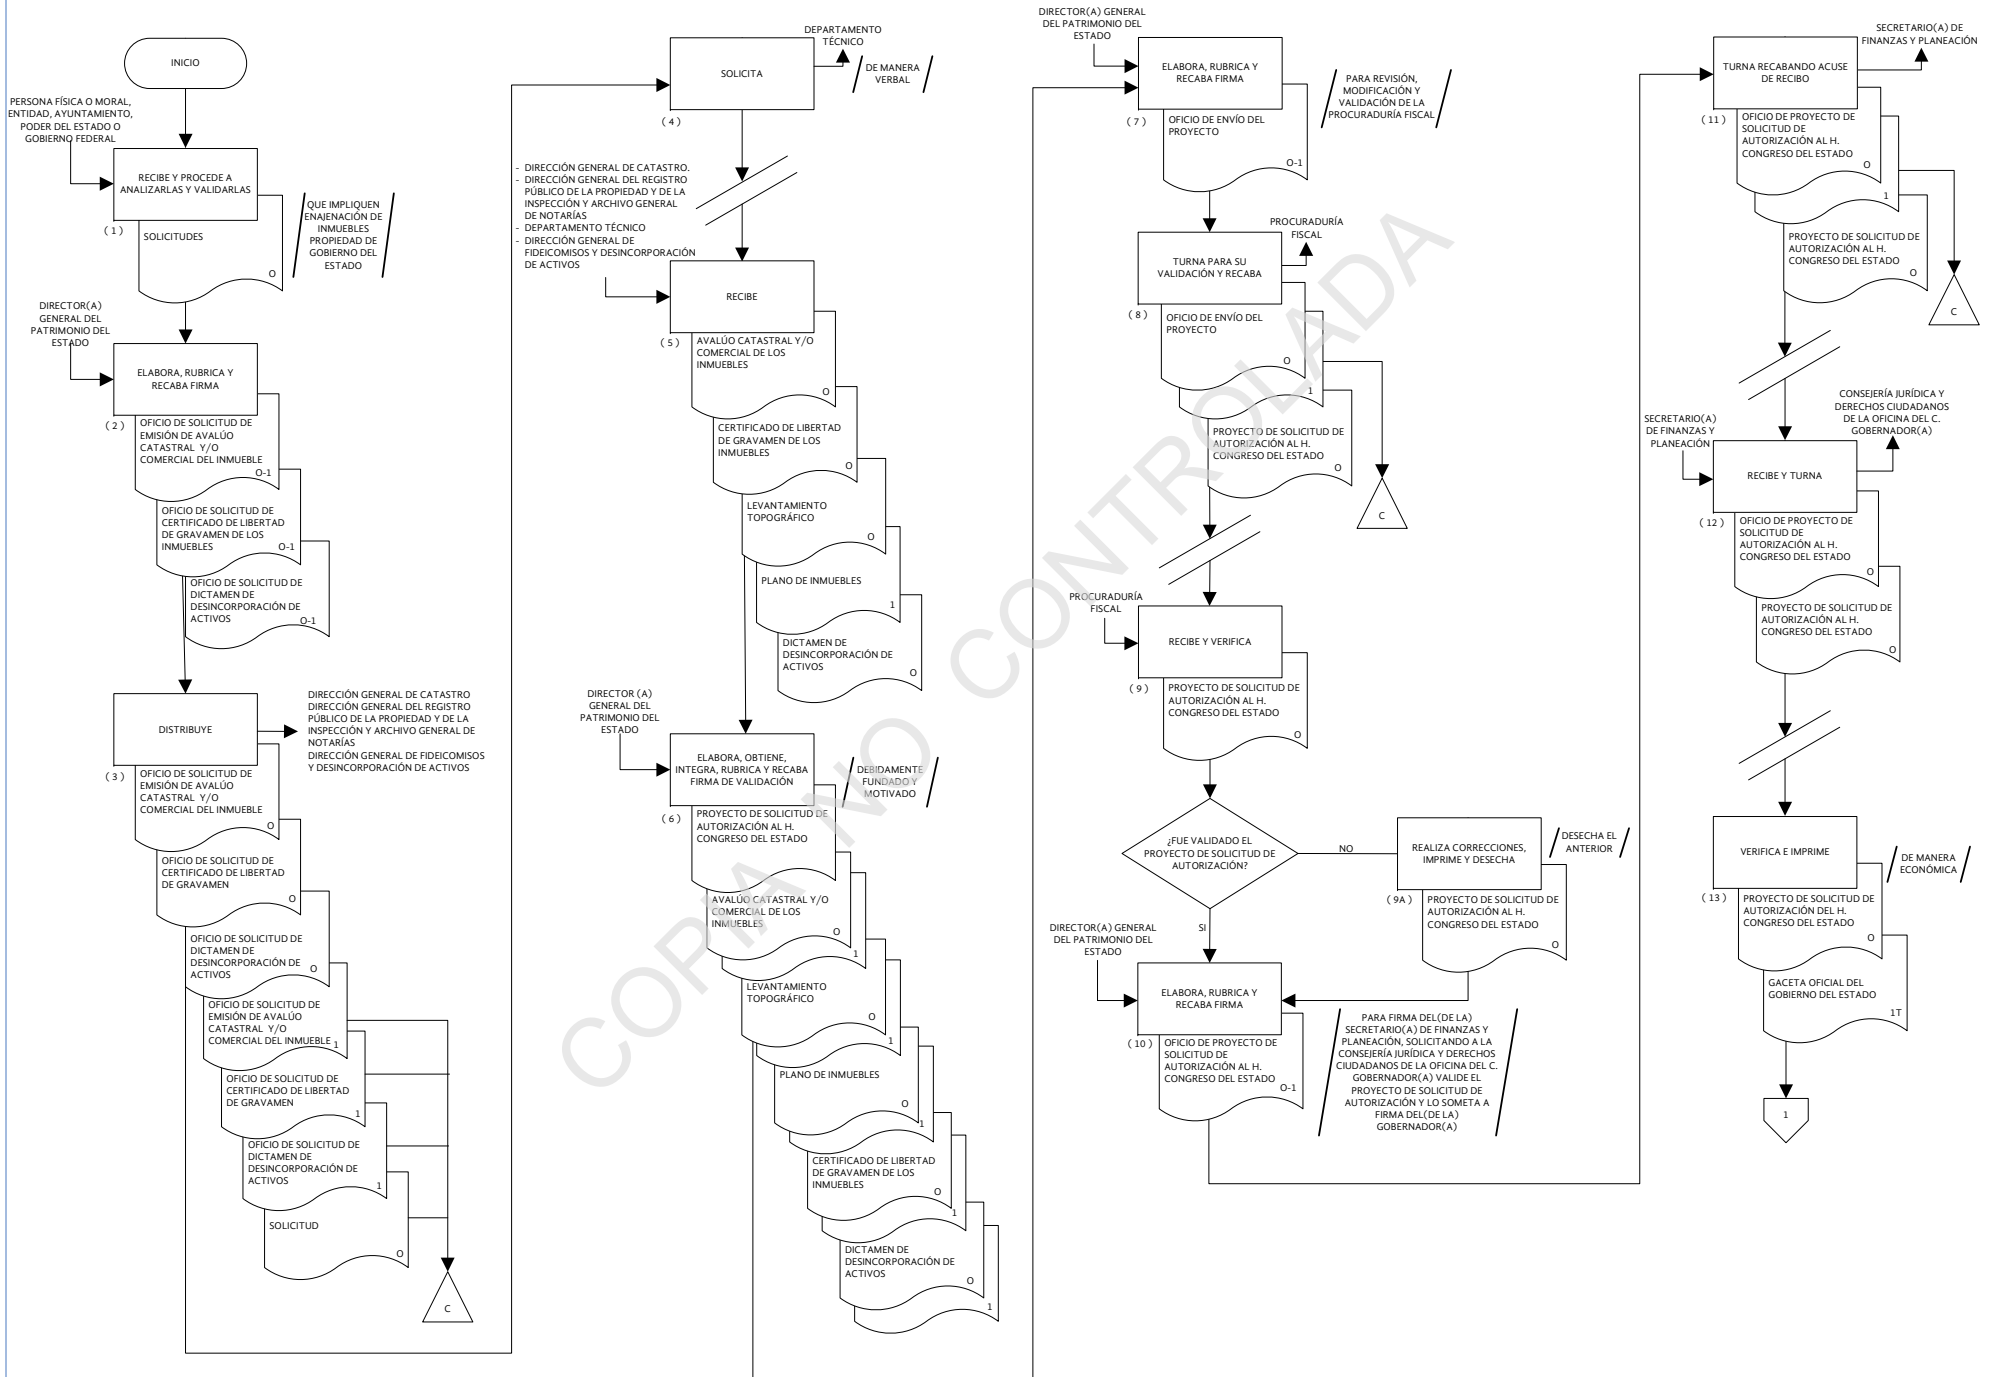 INICIO
PERSONA FÍSICA O MORAL,
ENTIDAD, AYUNTAMIENTO,
PODER DEL ESTADO O
GOBIERNO FEDERAL
RECIBE Y PROCEDE A
ANALIZARLAS Y VALIDARLAS
( 1 )
SOLICITUDES
O
QUE IMPLIQUEN
ENAJENACIÓN DE
INMUEBLES
PROPIEDAD DE
GOBIERNO DEL
ESTADO
DIRECTOR(A)
GENERAL DEL
PATRIMONIO DEL
ESTADO
ELABORA, RUBRICA Y
RECABA FIRMA
( 2 )
OFICIO DE SOLICITUD DE
EMISIÓN DE AVALÚO
CATASTRAL Y/O
COMERCIAL DEL INMUEBLE
O-1
OFICIO DE SOLICITUD DE
CERTIFICADO DE LIBERTAD
DE GRAVAMEN DE LOS
INMUEBLES
O-1
OFICIO DE SOLICITUD DE
DICTAMEN DE
DESINCORPORACIÓN DE
ACTIVOS
O-1
DISTRIBUYE
DIRECCIÓN GENERAL DE CATASTRO
DIRECCIÓN GENERAL DEL REGISTRO
PÚBLICO DE LA PROPIEDAD Y DE LA
INSPECCIÓN Y ARCHIVO GENERAL DE
NOTARÍAS
DIRECCIÓN GENERAL DE FIDEICOMISOS
Y DESINCORPORACIÓN DE ACTIVOS
( 3 )
OFICIO DE SOLICITUD DE
EMISIÓN DE AVALÚO
CATASTRAL Y/O
COMERCIAL DEL INMUEBLE
O
OFICIO DE SOLICITUD DE
CERTIFICADO DE LIBERTAD
DE GRAVAMEN
O
OFICIO DE SOLICITUD DE
DICTAMEN DE
DESINCORPORACIÓN DE
ACTIVOS
O
OFICIO DE SOLICITUD DE
EMISIÓN DE AVALÚO
CATASTRAL Y/O
COMERCIAL DEL INMUEBLE
1
OFICIO DE SOLICITUD DE
CERTIFICADO DE LIBERTAD
DE GRAVAMEN
1
OFICIO DE SOLICITUD DE
DICTAMEN DE
DESINCORPORACIÓN DE
ACTIVOS
1
SOLICITUD
O
C
SOLICITA
DEPARTAMENTO
TÉCNICO
DE MANERA
VERBAL
( 4 )
- DIRECCIÓN GENERAL DE CATASTRO.
- DIRECCIÓN GENERAL DEL REGISTRO
PÚBLICO DE LA PROPIEDAD Y DE LA
INSPECCIÓN Y ARCHIVO GENERAL
DE NOTARÍAS
- DEPARTAMENTO TÉCNICO
- DIRECCIÓN GENERAL DE
FIDEICOMISOS Y DESINCORPORACIÓN
DE ACTIVOS
RECIBE
( 5 )
AVALÚO CATASTRAL Y/O
COMERCIAL DE LOS
INMUEBLES
O
CERTIFICADO DE LIBERTAD
DE GRAVAMEN DE LOS
INMUEBLES
O
LEVANTAMIENTO
TOPOGRÁFICO
O
PLANO DE INMUEBLES
1
DICTAMEN DE
DESINCORPORACIÓN DE
ACTIVOS
O
DIRECTOR (A)
GENERAL DEL
PATRIMONIO DEL
ESTADO
ELABORA, OBTIENE,
INTEGRA, RUBRICA Y RECABA
FIRMA DE VALIDACIÓN
DEBIDAMENTE
FUNDADO Y
MOTIVADO
( 6 )
PROYECTO DE SOLICITUD DE
AUTORIZACIÓN AL H.
CONGRESO DEL ESTADO
AVALÚO CATASTRAL Y/O
COMERCIAL DE LOS
INMUEBLES
O
1
LEVANTAMIENTO
TOPOGRÁFICO
O
1
PLANO DE INMUEBLES
O
1
CERTIFICADO DE LIBERTAD
DE GRAVAMEN DE LOS
INMUEBLES
O
1
DICTAMEN DE
DESINCORPORACIÓN DE
ACTIVOS
O
1
DIRECTOR(A) GENERAL
DEL PATRIMONIO DEL
ESTADO
ELABORA, RUBRICA Y
RECABA FIRMA
PARA REVISIÓN,
MODIFICACIÓN Y
VALIDACIÓN DE LA
PROCURADURÍA FISCAL
( 7 )
OFICIO DE ENVÍO DEL
PROYECTO
O-1
PROCURADURÍA
FISCAL
TURNA PARA SU
VALIDACIÓN Y RECABA
( 8 )
OFICIO DE ENVÍO DEL
PROYECTO
O
1
PROYECTO DE SOLICITUD DE
AUTORIZACIÓN AL H.
CONGRESO DEL ESTADO
O
C
PROCURADURÍA
FISCAL
RECIBE Y VERIFICA
( 9 )
PROYECTO DE SOLICITUD DE
AUTORIZACIÓN AL H.
CONGRESO DEL ESTADO
O
¿FUE VALIDADO EL
PROYECTO DE SOLICITUD DE
AUTORIZACIÓN?
NO
REALIZA CORRECCIONES,
IMPRIME Y DESECHA
DESECHA EL
ANTERIOR
( 9A )
PROYECTO DE SOLICITUD DE
AUTORIZACIÓN AL H.
CONGRESO DEL ESTADO
O
SI
DIRECTOR(A) GENERAL
DEL PATRIMONIO DEL
ESTADO
ELABORA, RUBRICA Y
RECABA FIRMA
( 10 )
OFICIO DE PROYECTO DE
SOLICITUD DE
AUTORIZACIÓN AL H.
CONGRESO DEL ESTADO
O-1
PARA FIRMA DEL(DE LA)
SECRETARIO(A) DE FINANZAS Y
PLANEACIÓN, SOLICITANDO A LA
CONSEJERÍA JURÍDICA Y DERECHOS
CIUDADANOS DE LA OFICINA DEL C.
GOBERNADOR(A) VALIDE EL
PROYECTO DE SOLICITUD DE
AUTORIZACIÓN Y LO SOMETA A
FIRMA DEL(DE LA)
GOBERNADOR(A)
SECRETARIO(A) DE
FINANZAS Y PLANEACIÓN
TURNA RECABANDO ACUSE
DE RECIBO
( 11 )
OFICIO DE PROYECTO DE
SOLICITUD DE
AUTORIZACIÓN AL H.
CONGRESO DEL ESTADO
O
1
PROYECTO DE SOLICITUD DE
AUTORIZACIÓN AL H.
CONGRESO DEL ESTADO
O
C
SECRETARIO(A)
DE FINANZAS Y
PLANEACIÓN
CONSEJERÍA JURÍDICA Y
DERECHOS CIUDADANOS
DE LA OFICINA DEL C.
GOBERNADOR(A)
RECIBE Y TURNA
( 12 )
OFICIO DE PROYECTO DE
SOLICITUD DE
AUTORIZACIÓN AL H.
CONGRESO DEL ESTADO
O
PROYECTO DE SOLICITUD DE
AUTORIZACIÓN AL H.
CONGRESO DEL ESTADO
O
VERIFICA E IMPRIME
DE MANERA
ECONÓMICA
( 13 )
PROYECTO DE SOLICITUD DE
AUTORIZACIÓN DEL H.
CONGRESO DEL ESTADO
O
GACETA OFICIAL DEL
GOBIERNO DEL ESTADO
1T
1
COPIA NO CONTROLADA